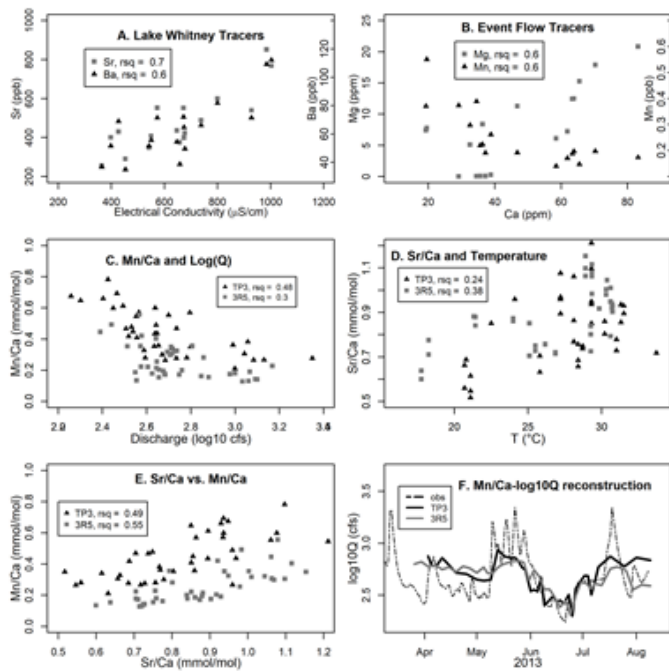 A. Lake Whitney Tracers
Sr, rsq = 0.7
Ba, rsq = 0.6
Sr (ppb)
200 400 600 800
Ba (ppb)
40 60 80 120
200 400 600 800 1000 1200
Electrical Conductivity (µS/cm)
B. Event Flow Tracers
Mg, rsq = 0.6
Mn, rsq = 0.6
Mg (ppm)
0 5 10 15 20 25
Mn (ppb)
0.2 0.3 0.5 0.6
20 40 60 80
Ca (ppm)
C. Mn/Ca and Log(Q)
TP3, rsq = 0.48
3R5, rsq = 0.3
Mn/Ca (mmol/mol)
0.0 0.2 0.4 0.6 0.8 1.0
2.2 2.4 2.6 2.8 3.0 3.2
Discharge (log10 cfs)
D. Sr/Ca and Temperature
TP3, rsq = 0.24
3R5, rsq = 0.38
Sr/Ca (mmol/mol)
0.5 0.7 0.9 1.1
20 25 30
T (°C)
E. Sr/Ca vs. Mn/Ca
TP3, rsq = 0.49
3R5, rsq = 0.55
Mn/Ca (mmol/mol)
0.0 0.2 0.4 0.6 0.8 1.0
0.5 0.6 0.7 0.8 0.9 1.0 1.1 1.2
Sr/Ca (mmol/mol)
F. Mn/Ca-log10Q reconstruction
obs
TP3
3R5
log10Q (cfs)
2.5 3.0 3.5
Apr May Jun Jul Aug
2013